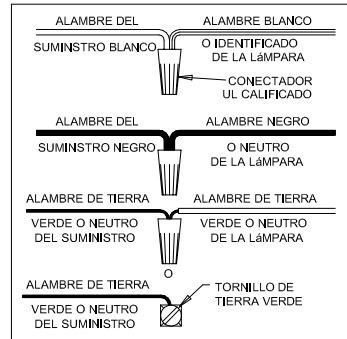 ALAMBRE DEL
ALAMBRE BLANCO
SUMINSTRO BLANCO
O IDENTIFICADO
DE LA LáMPARA
CONECTADOR
UL CALIFICADO
ALAMBRE DEL
ALAMBRE NEGRO
SUMINSTRO NEGRO
O NEUTRO
DE LA LáMPARA
ALAMBRE DE TIERRA
ALAMBRE DE TIERRA
VERDE O NEUTRO
DEL SUMINISTRO
VERDE O NEUTRO
DE LA LáMPARA
O
ALAMBRE DE TIERRA
VERDE O NEUTRO
DEL SUMINISTRO
TORNILLO DE
TIERRA VERDE